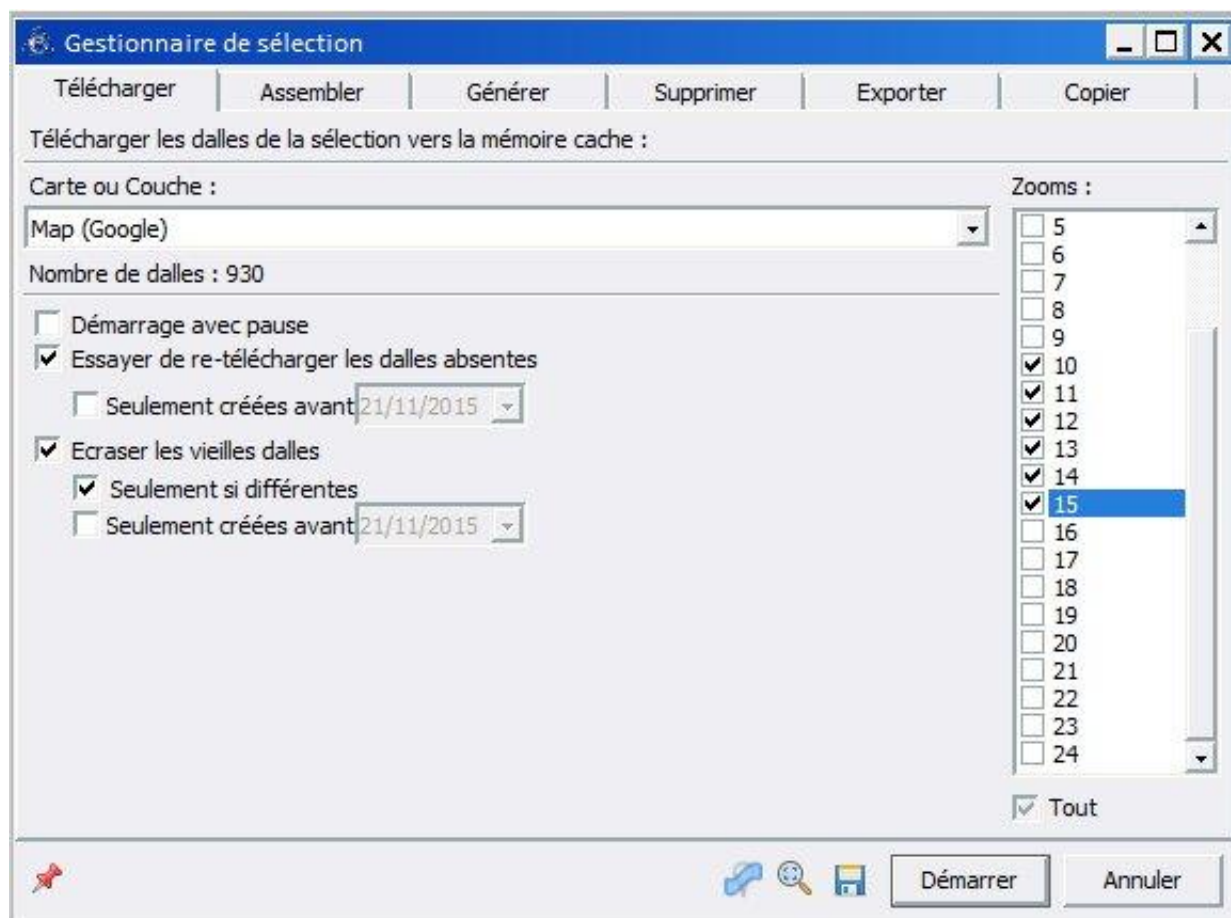 Gestionnaire de sélection
Télécharger Assembler Générer Supprimer Exporter Copier
Télécharger les dalles de la sélection vers la mémoire cache :
Carte ou Couche :
Map (Google)
Nombre de dalles : 930
Démarrage avec pause
Essayer de re-télécharger les dalles absentes
Seulement créées avant 21/11/2015
Ecraser les vieilles dalles
Seulement si différentes
Seulement créées avant 21/11/2015
Zooms :
5
6
7
8
9
10
11
12
13
14
15
16
17
18
19
20
21
22
23
24
Tout
Démarrer Annuler